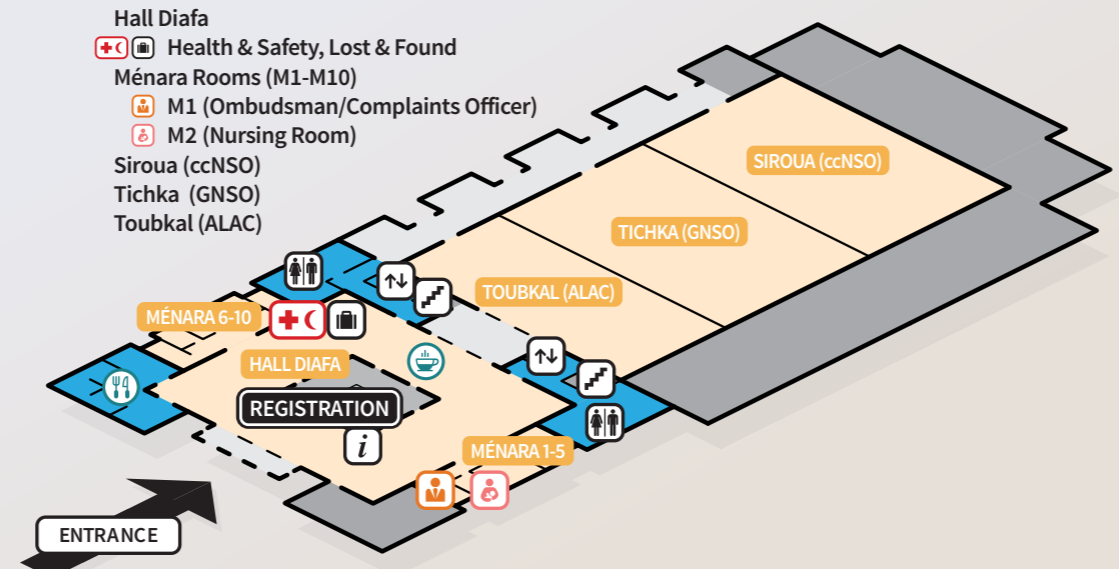 Hall Diafa
Health & Safety, Lost & Found
Ménara Rooms (M1-M10)
M1 (Ombudsman/Complaints Officer)
M2 (Nursing Room)
Siroua (ccNSO)
Tichka (GNSO)
Toubkal (ALAC)
SIROUA (ccNSO)
TICHKA (GNSO)
TOUBKAL (ALAC)
MÉNARA 6-10
HALL DIAFA
REGISTRATION
i
MÉNARA 1-5
ENTRANCE